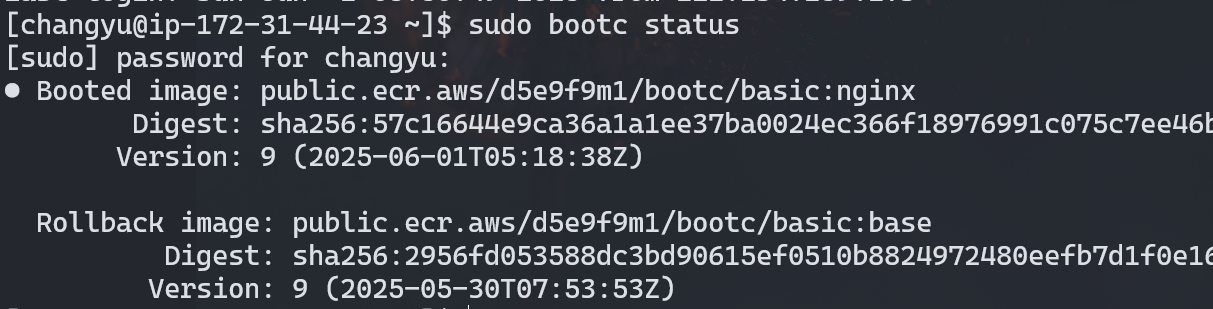 [changyu@ip-172-31-44-23 ~]$ sudo bootc status
[sudo] password for changyu:
● Booted image: public.ecr.aws/d5e9f9m1/bootc/basic:nginx
Digest: sha256:57c16644e9ca36a1a1ee37ba0024ec366f18976991c075c7ee46b
Version: 9 (2025-06-01T05:18:38Z)
Rollback image: public.ecr.aws/d5e9f9m1/bootc/basic:base
Digest: sha256:2956fd053588dc3bd90615ef0510b8824972480eefb7d1f0e16
Version: 9 (2025-05-30T07:53:53Z)